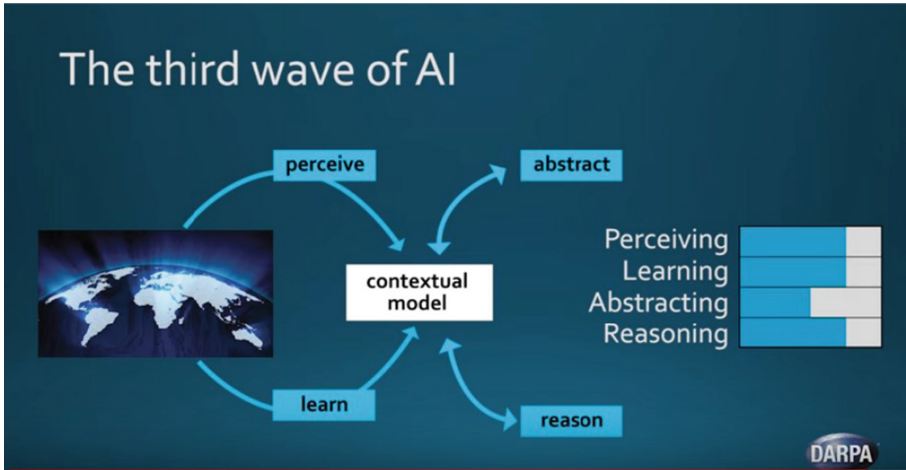 The third wave of AI
perceive
abstract
contextual
model
learn
reason
Perceiving
Learning
Abstracting
Reasoning
DARPA